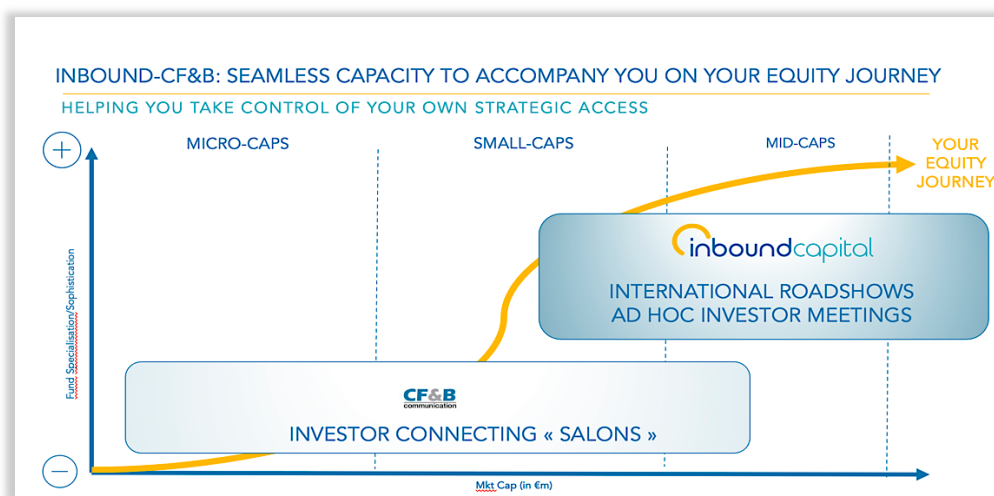 INBOUND-CF&B: SEAMLESS CAPACITY TO ACCOMPANY YOU ON YOUR EQUITY JOURNEY
HELPING YOU TAKE CONTROL OF YOUR OWN STRATEGIC ACCESS
MICRO-CAPS
SMALL-CAPS
MID-CAPS
YOUR
EQUITY
JOURNEY
+
inboundcapital
INTERNATIONAL ROADSHOWS
AD HOC INVESTOR MEETINGS
Fund Specialisation/Sophistication
CF&B
communication
INVESTOR CONNECTING « SALONS »
−
Mkt Cap (in €m)